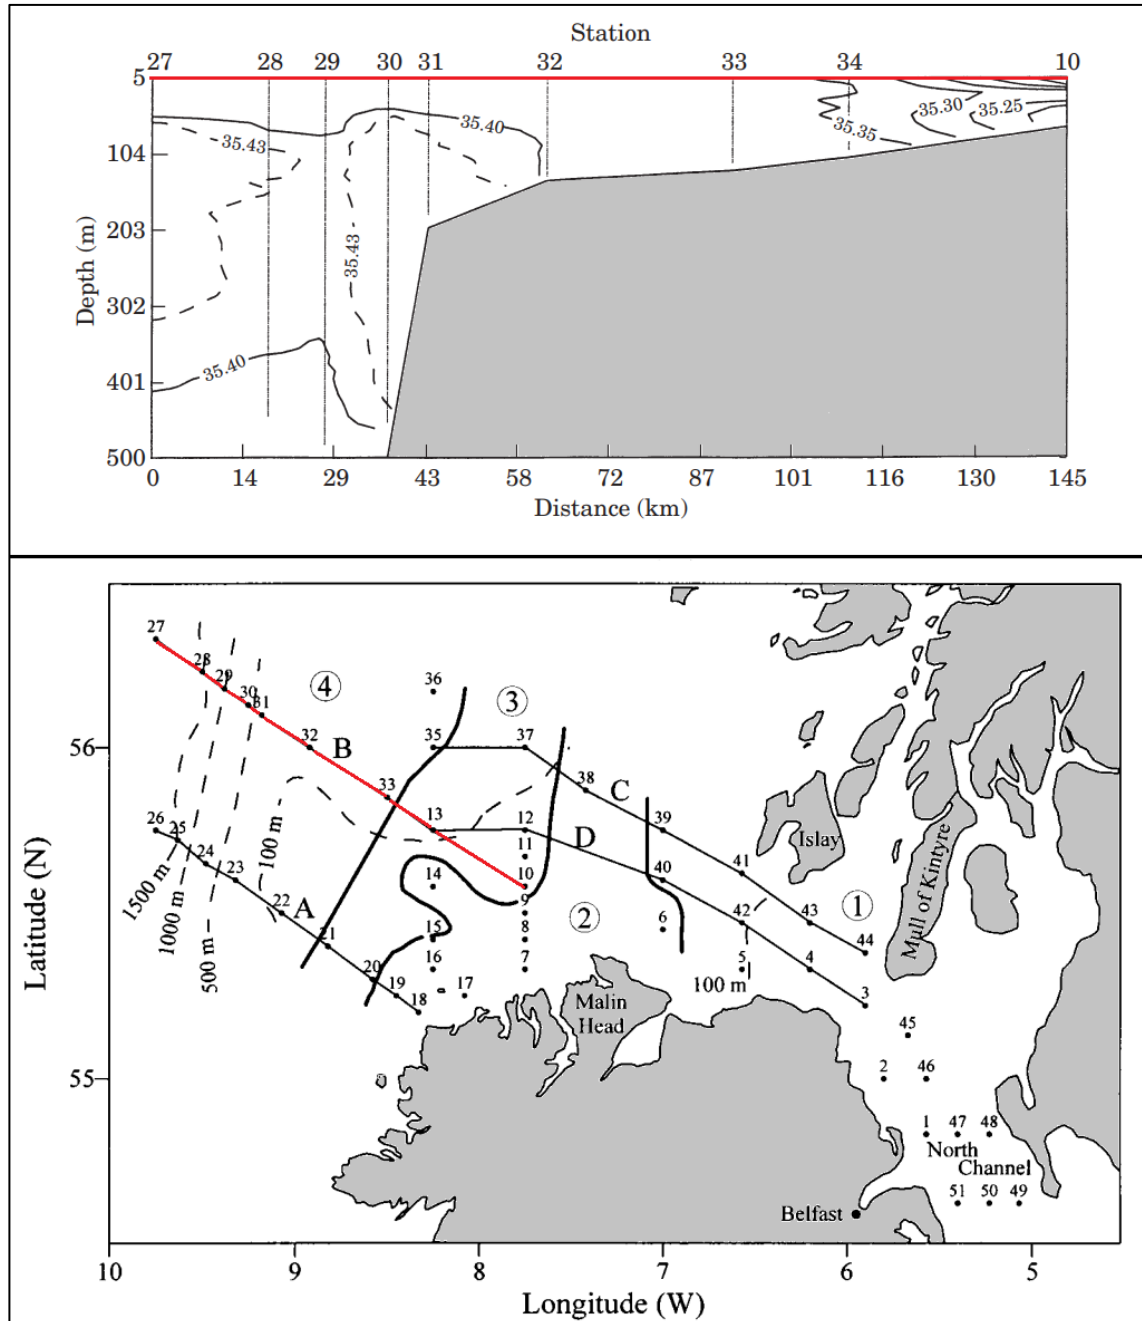 Station
27 28 29 30 31 32 33 34 10
5
104
203
302
401
500
Depth (m)
35.43
35.40
35.43
35.40
35.35
35.30
35.25
0 14 29 43 58 72 87 101 116 130 145
Distance (km)
27
28
29
30
31
4
36
3
32
B
35
37
33
38
C
26
25
24
23
100 m
13
12
D
39
Islay
11
41
40
Mull of Kintyre
1500 m
1000 m
500 m
22
A
14
10
9
2
6
42
43
1
21
15
8
44
20
16
7
5
4
19
17
100 m
3
18
Malin
Head
45
2 46
1 47 48
North
Channel
51 50 49
Belfast
56
55
Latitude (N)
10 9 8 7 6 5
Longitude (W)